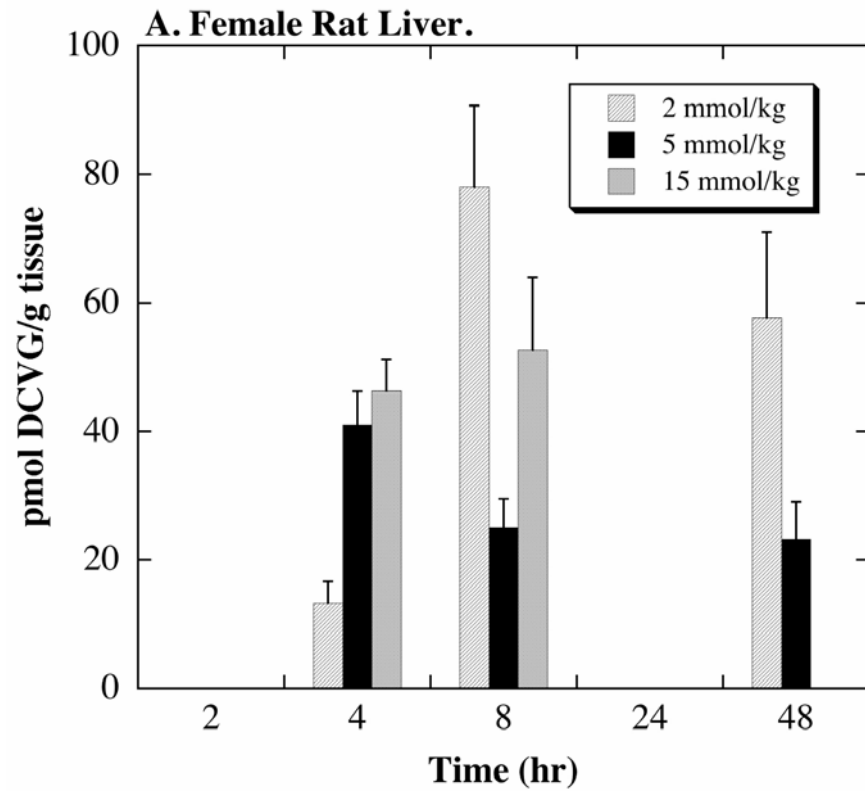 A. Female Rat Liver.
100
80
60
40
20
0
pmol DCVG/g tissue
2 mmol/kg
5 mmol/kg
15 mmol/kg
2 4 8 24 48
Time (hr)